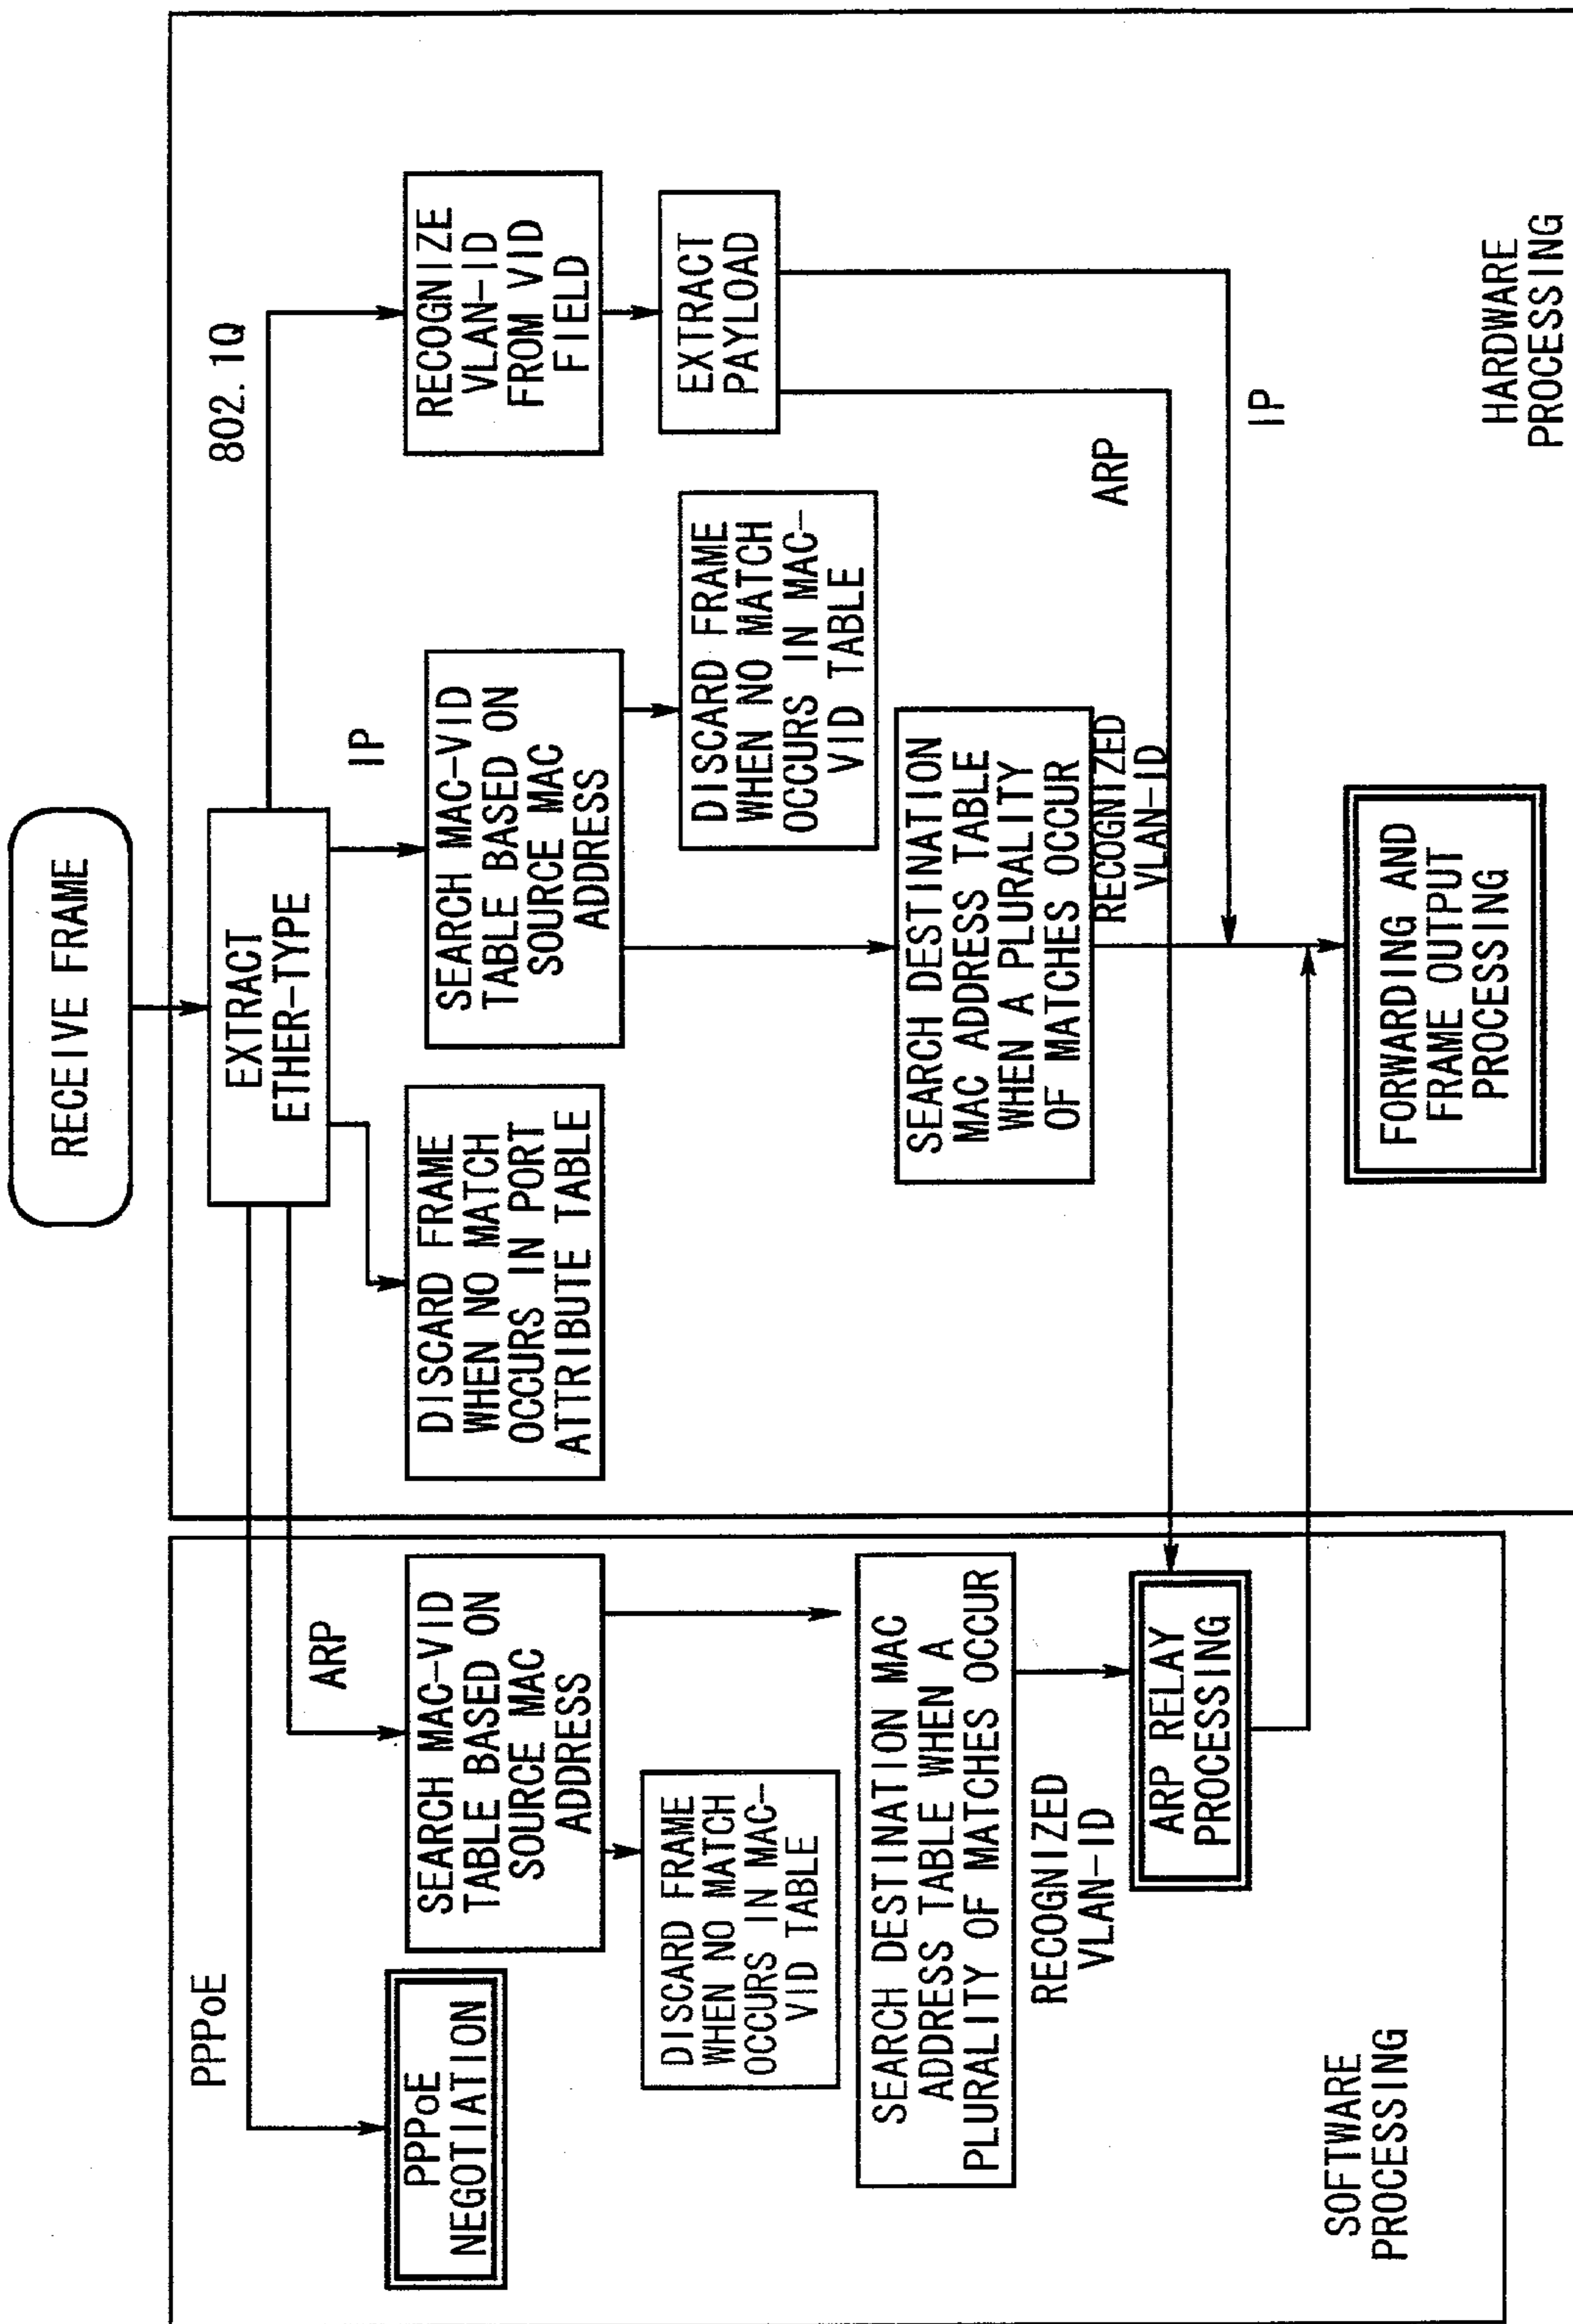 RECEIVE FRAME
EXTRACT
ETHER-TYPE
PPPoE
PPPoE
NEGOTIATION
ARP
SEARCH MAC-VID
TABLE BASED ON
SOURCE MAC
ADDRESS
DISCARD FRAME
WHEN NO MATCH
OCCURS IN MAC-
VID TABLE
SEARCH DESTINATION MAC
ADDRESS TABLE WHEN A
PLURALITY OF MATCHES OCCUR
RECOGNIZED
VLAN-ID
ARP RELAY
PROCESSING
SOFTWARE
PROCESSING
DISCARD FRAME
WHEN NO MATCH
OCCURS IN PORT
ATTRIBUTE TABLE
IP
SEARCH MAC-VID
TABLE BASED ON
SOURCE MAC
ADDRESS
DISCARD FRAME
WHEN NO MATCH
OCCURS IN MAC-
VID TABLE
SEARCH DESTINATION
MAC ADDRESS TABLE
WHEN A PLURALITY
OF MATCHES OCCUR
RECOGNIZED
VLAN-ID
802.1Q
RECOGNIZE
VLAN-ID
FROM VID
FIELD
EXTRACT
PAYLOAD
ARP
IP
FORWARDING AND
FRAME OUTPUT
PROCESSING
HARDWARE
PROCESSING